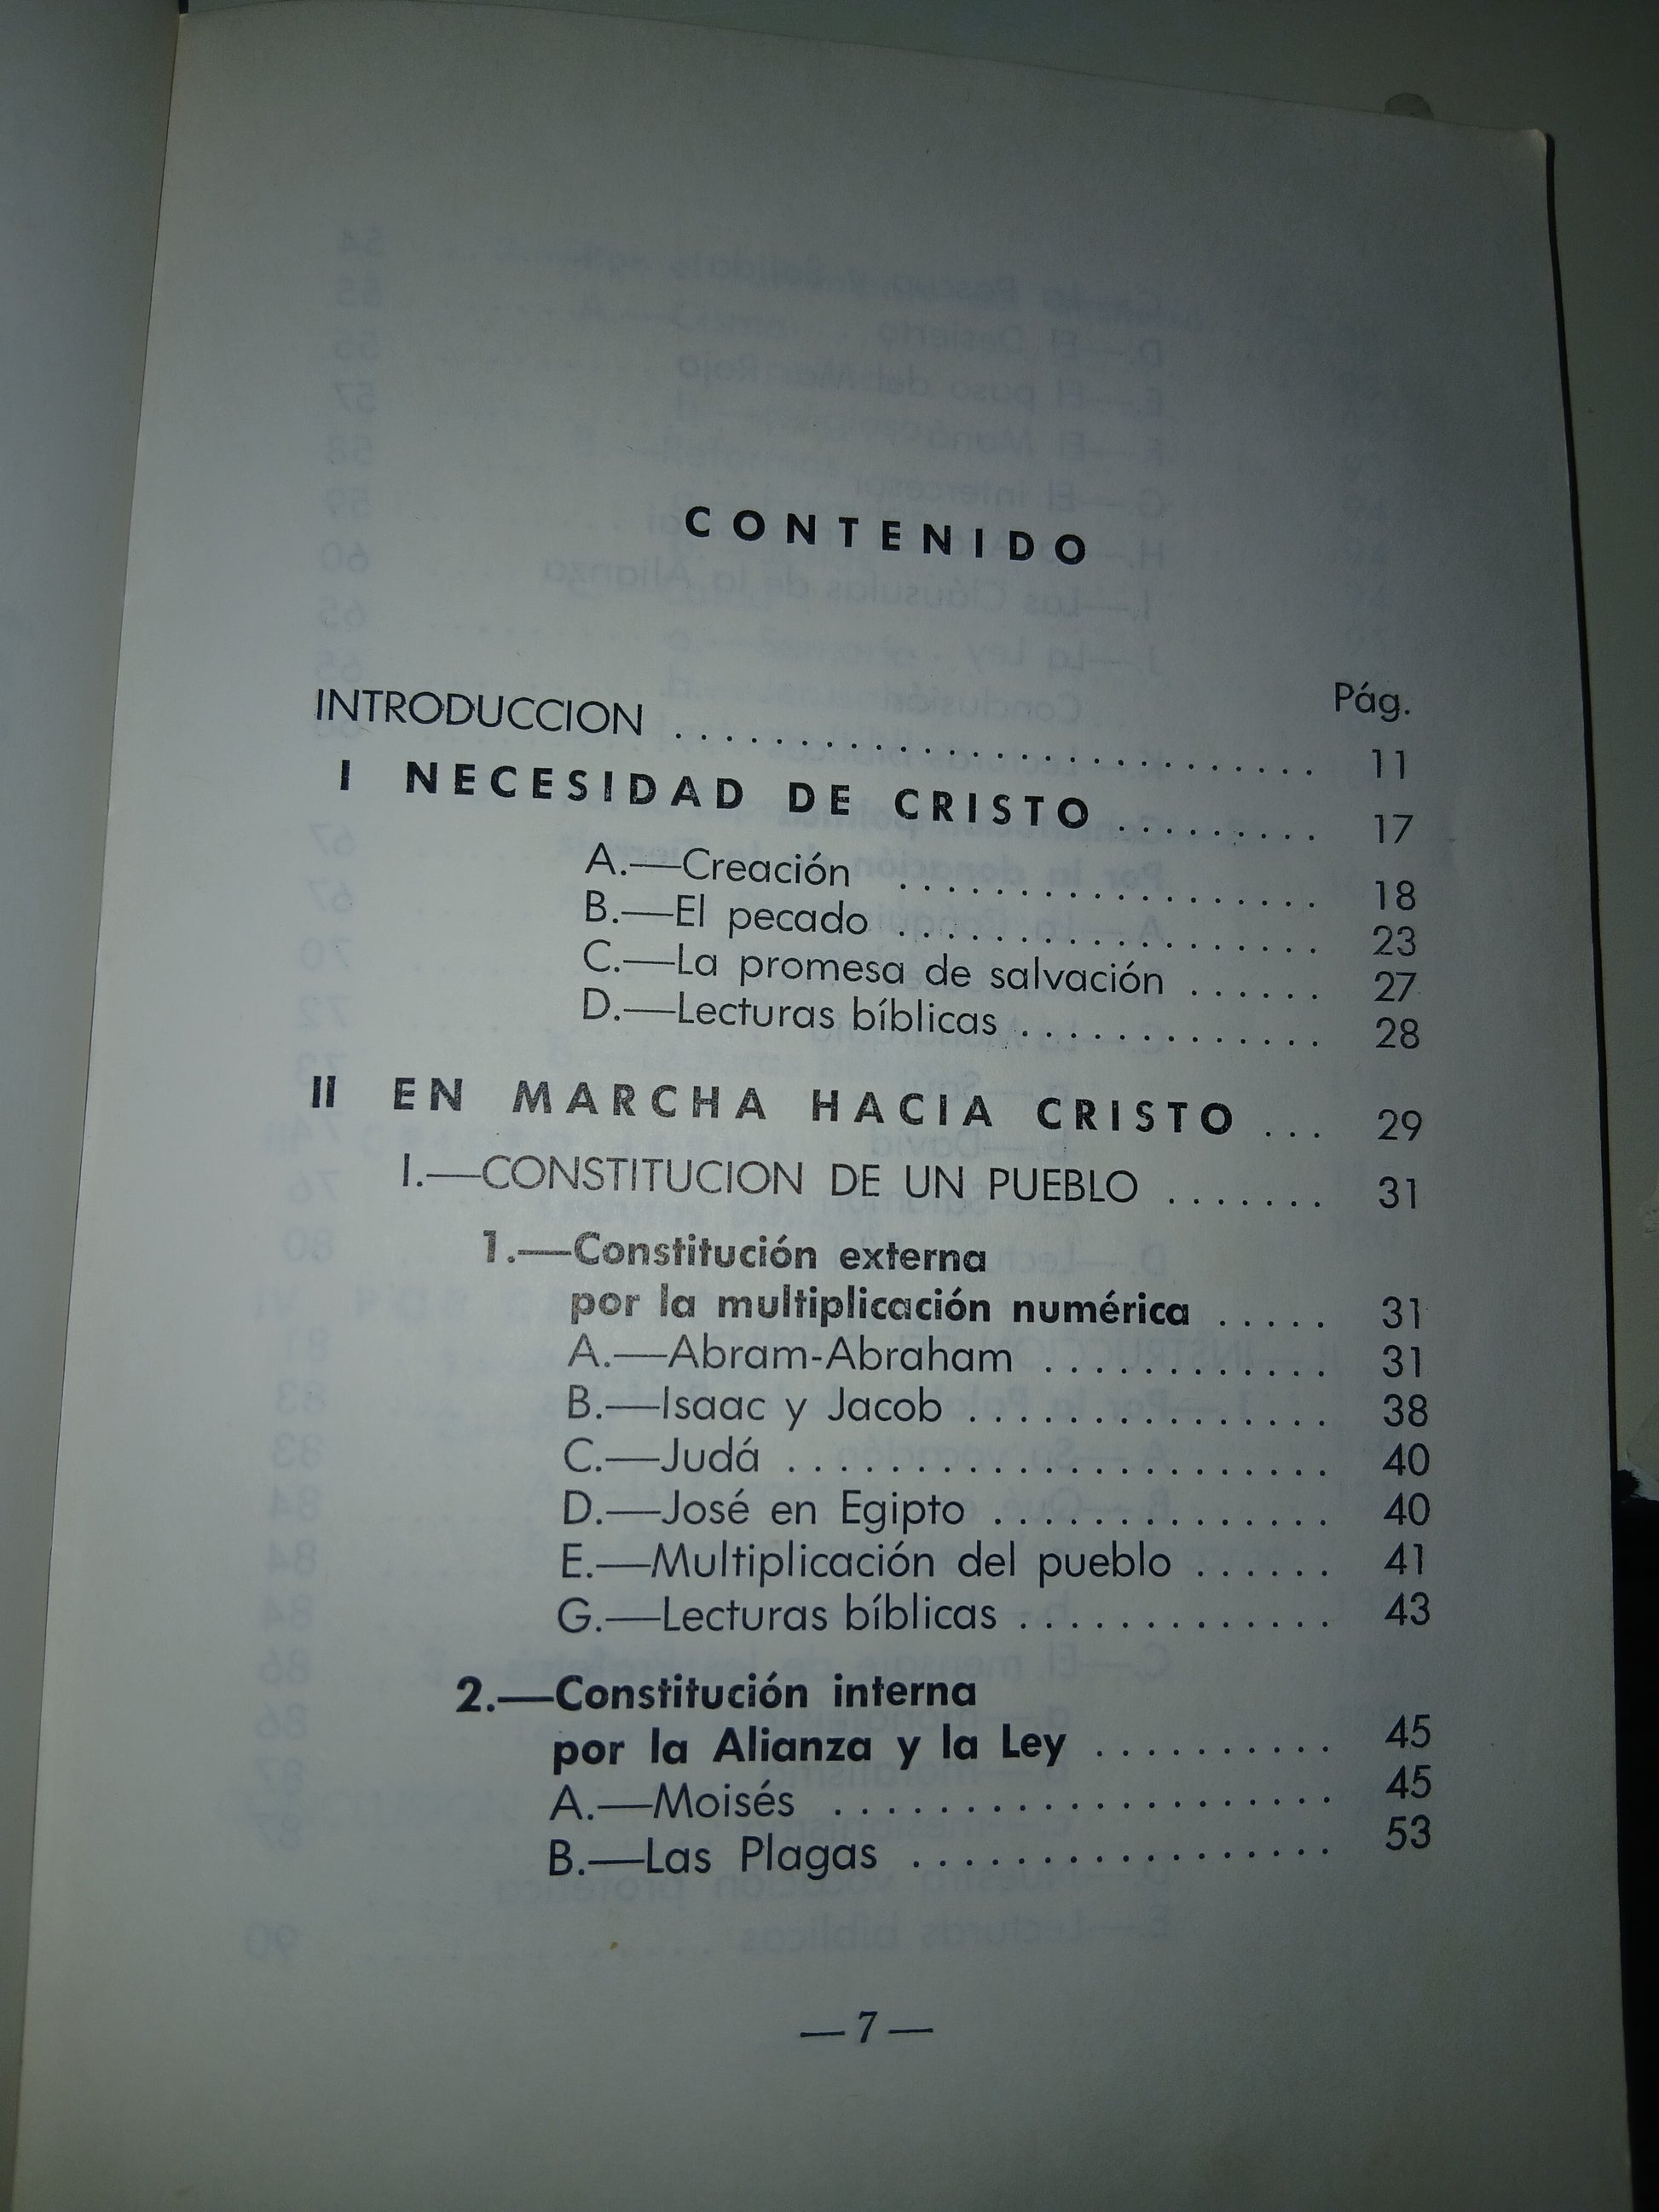 CONTENIDO
Pág.
INTRODUCCION . . . . . . . . . . . . . . . . . . . . . . . . . 11
I NECESIDAD DE CRISTO . . . . . . . . . 17
A.—Creación . . . . . . . . . . . . . . . . . 18
B.—El pecado . . . . . . . . . . . . . . . . . 23
C.—La promesa de salvación . . . . . . 27
D.—Lecturas bíblicas . . . . . . . . . . . . 28
II EN MARCHA HACIA CRISTO . . . 29
I.—CONSTITUCION DE UN PUEBLO . . . . . . . 31
1.—Constitución externa
por la multiplicación numérica . . . . . 31
A.—Abram-Abraham . . . . . . . . . . . . 31
B.—Isaac y Jacob . . . . . . . . . . . . . . . 38
C.—Judá . . . . . . . . . . . . . . . . . . . . . . 40
D.—José en Egipto . . . . . . . . . . . . . . 40
E.—Multiplicación del pueblo . . . . . . 41
G.—Lecturas bíblicas . . . . . . . . . . . . . 43
2.—Constitución interna
por la Alianza y la Ley . . . . . . . . . . 45
A.—Moisés . . . . . . . . . . . . . . . . . . . . 45
B.—Las Plagas . . . . . . . . . . . . . . . . . 53
— 7 —